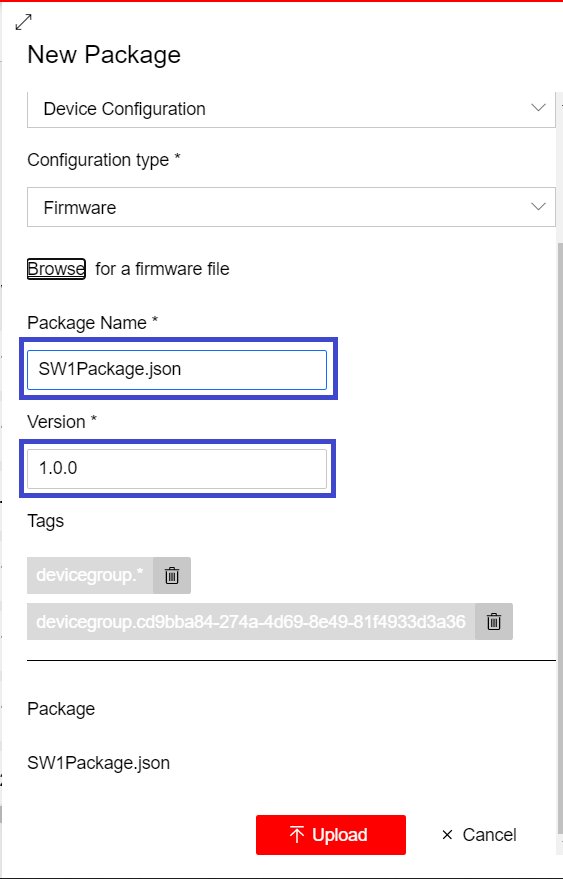 New Package
Device Configuration
Configuration type *
Firmware
Browse for a firmware file
Package Name *
SW1Package.json
Version *
1.0.0
Tags
devicegroup.*
devicegroup.cd9bba84-274a-4d69-8e49-81f4933d3a36
Package
SW1Package.json
Upload
Cancel